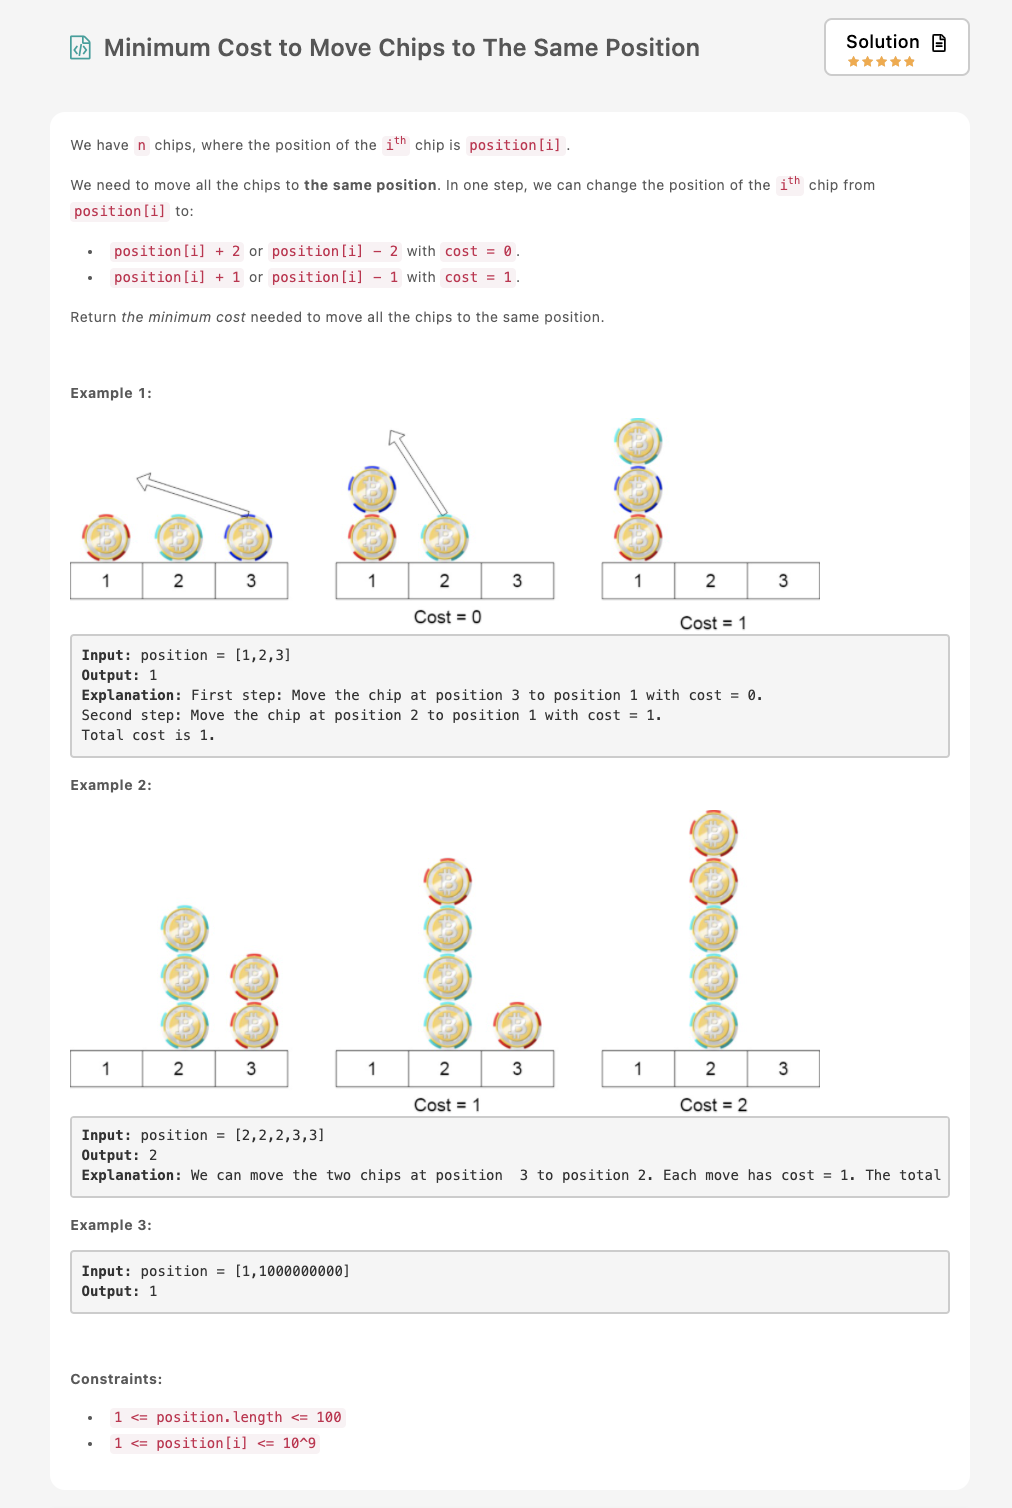 Minimum Cost to Move Chips to The Same Position
Solution
We have n chips, where the position of the ith chip is position[i].
We need to move all the chips to the same position. In one step, we can change the position of the ith chip from
position[i] to:
• position[i] + 2 or position[i] - 2 with cost = 0.
• position[i] + 1 or position[i] - 1 with cost = 1.
Return the minimum cost needed to move all the chips to the same position.
Example 1:
1 2 3 1 2 3 1 2 3
Cost = 0 Cost = 1
Input: position = [1,2,3]
Output: 1
Explanation: First step: Move the chip at position 3 to position 1 with cost = 0.
Second step: Move the chip at position 2 to position 1 with cost = 1.
Total cost is 1.
Example 2:
1 2 3 1 2 3 1 2 3
Cost = 1 Cost = 2
Input: position = [2,2,2,3,3]
Output: 2
Explanation: We can move the two chips at position  3 to position 2. Each move has cost = 1. The total
Example 3:
Input: position = [1,1000000000]
Output: 1
Constraints:
• 1 <= position.length <= 100
• 1 <= position[i] <= 10^9